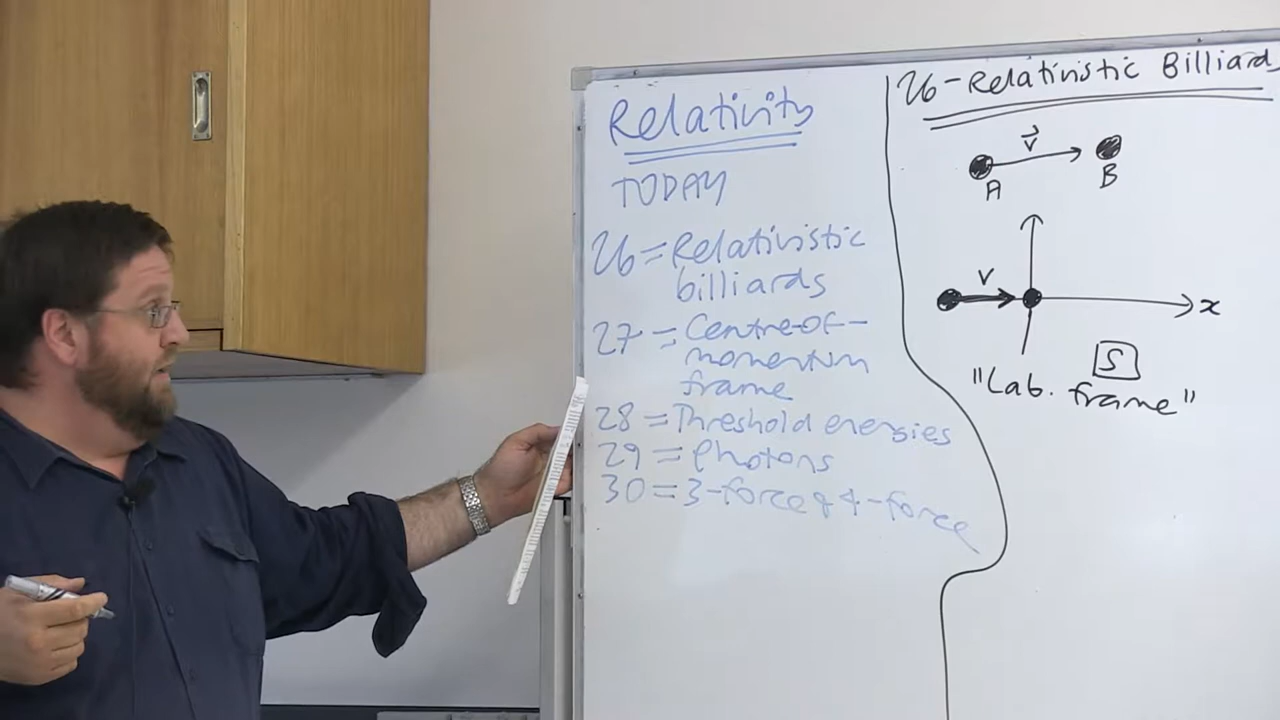 Relativity
TODAY
26 = Relativistic
billiards
27 = Centre-of-
momentum
frame
28 = Threshold energies
29 = Photons
30 = 3-force & 4-force
26 - Relativistic Billiards
v
A
B
v
x
S
"Lab. frame"